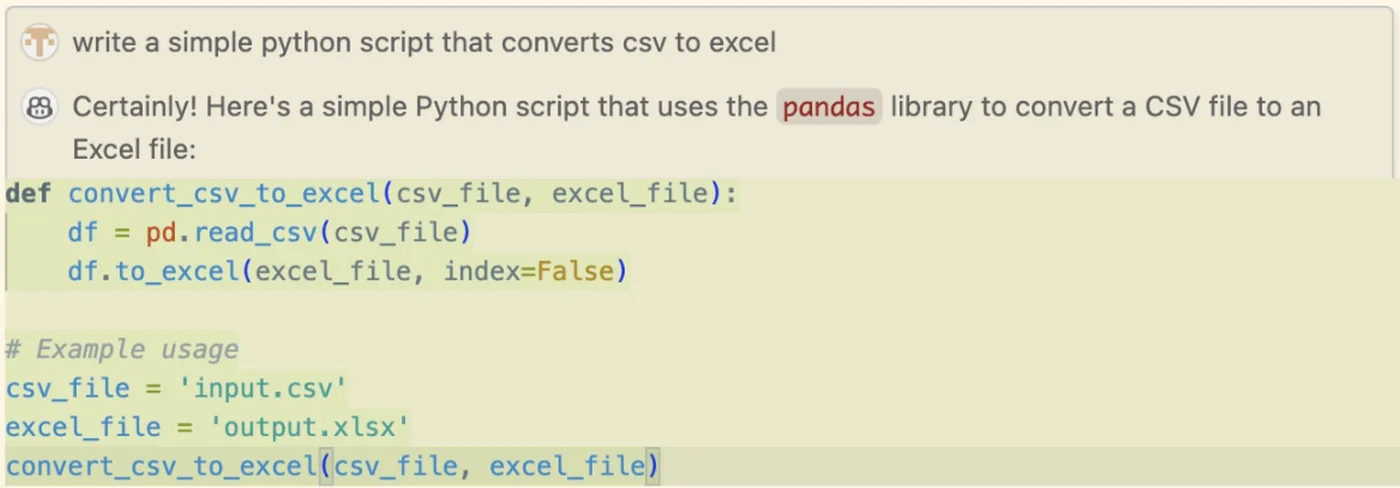 write a simple python script that converts csv to excel
Certainly! Here's a simple Python script that uses the pandas library to convert a CSV file to an
Excel file:
def convert_csv_to_excel(csv_file, excel_file):
    df = pd.read_csv(csv_file)
    df.to_excel(excel_file, index=False)

# Example usage
csv_file = 'input.csv'
excel_file = 'output.xlsx'
convert_csv_to_excel(csv_file, excel_file)